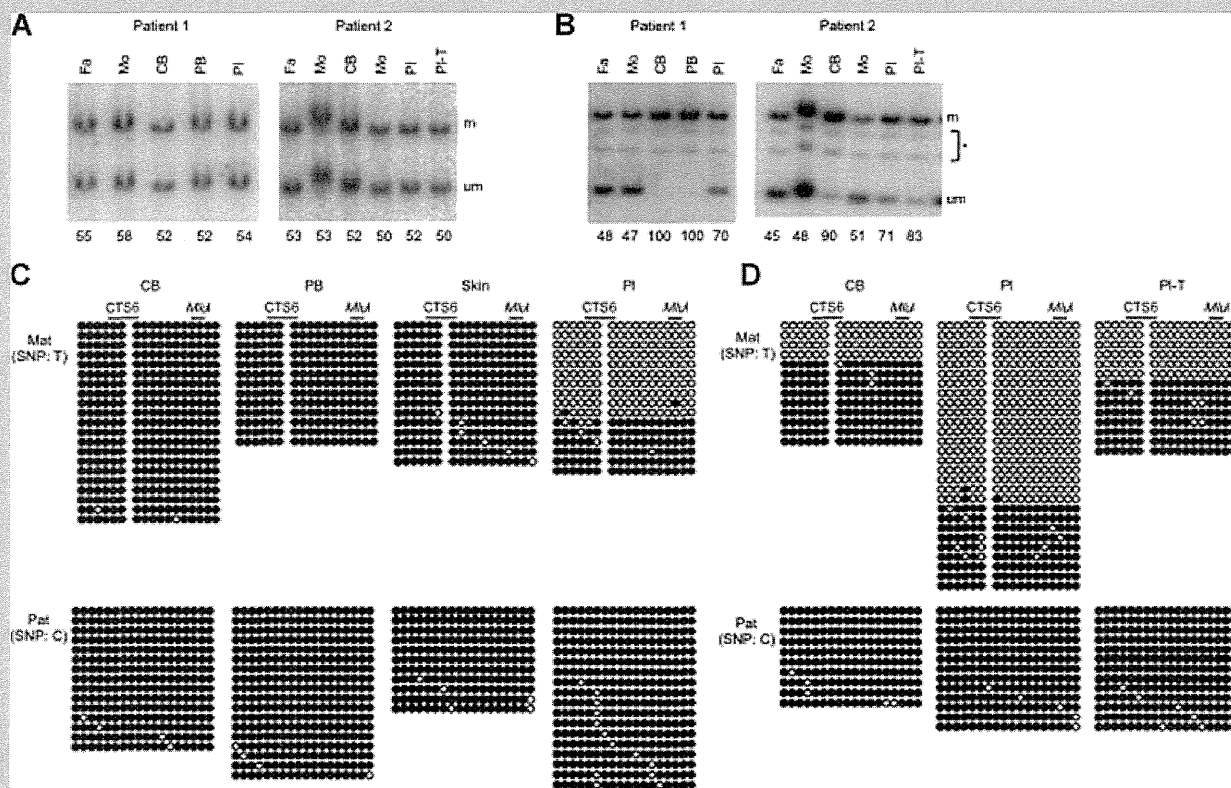 A
Patient 1
Patient 2
Fa Mo CB PB Pl
Fa Mo CB Mo Pl Pl-T
m
um
55 58 52 52 54
53 53 52 50 52 50
B
Patient 1
Patient 2
Fa Mo CB PB Pl
Fa Mo CB Mo Pl Pl-T
m
*
um
48 47 100 100 70
45 48 90 51 71 83
C
CB PB Skin Pl
CTS6 MluI CTS6 MluI CTS6 MluI CTS6 MluI
Mat
(SNP: T)
Pat
(SNP: C)
D
CB Pl Pl-T
CTS6 MluI CTS6 MluI CTS6 MluI
Mat
(SNP: T)
Pat
(SNP: C)